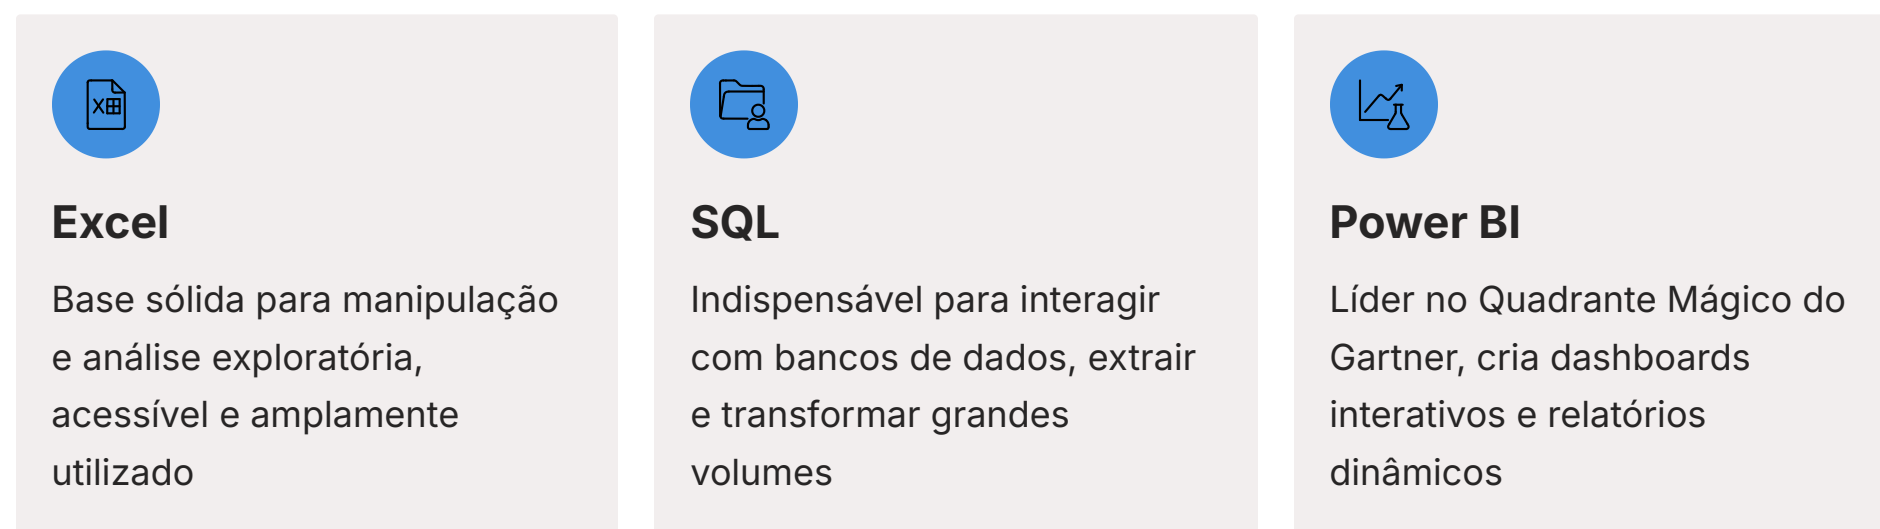 Excel
Base sólida para manipulação
e análise exploratória,
acessível e amplamente
utilizado
SQL
Indispensável para interagir
com bancos de dados, extrair
e transformar grandes
volumes
Power BI
Líder no Quadrante Mágico do
Gartner, cria dashboards
interativos e relatórios
dinâmicos